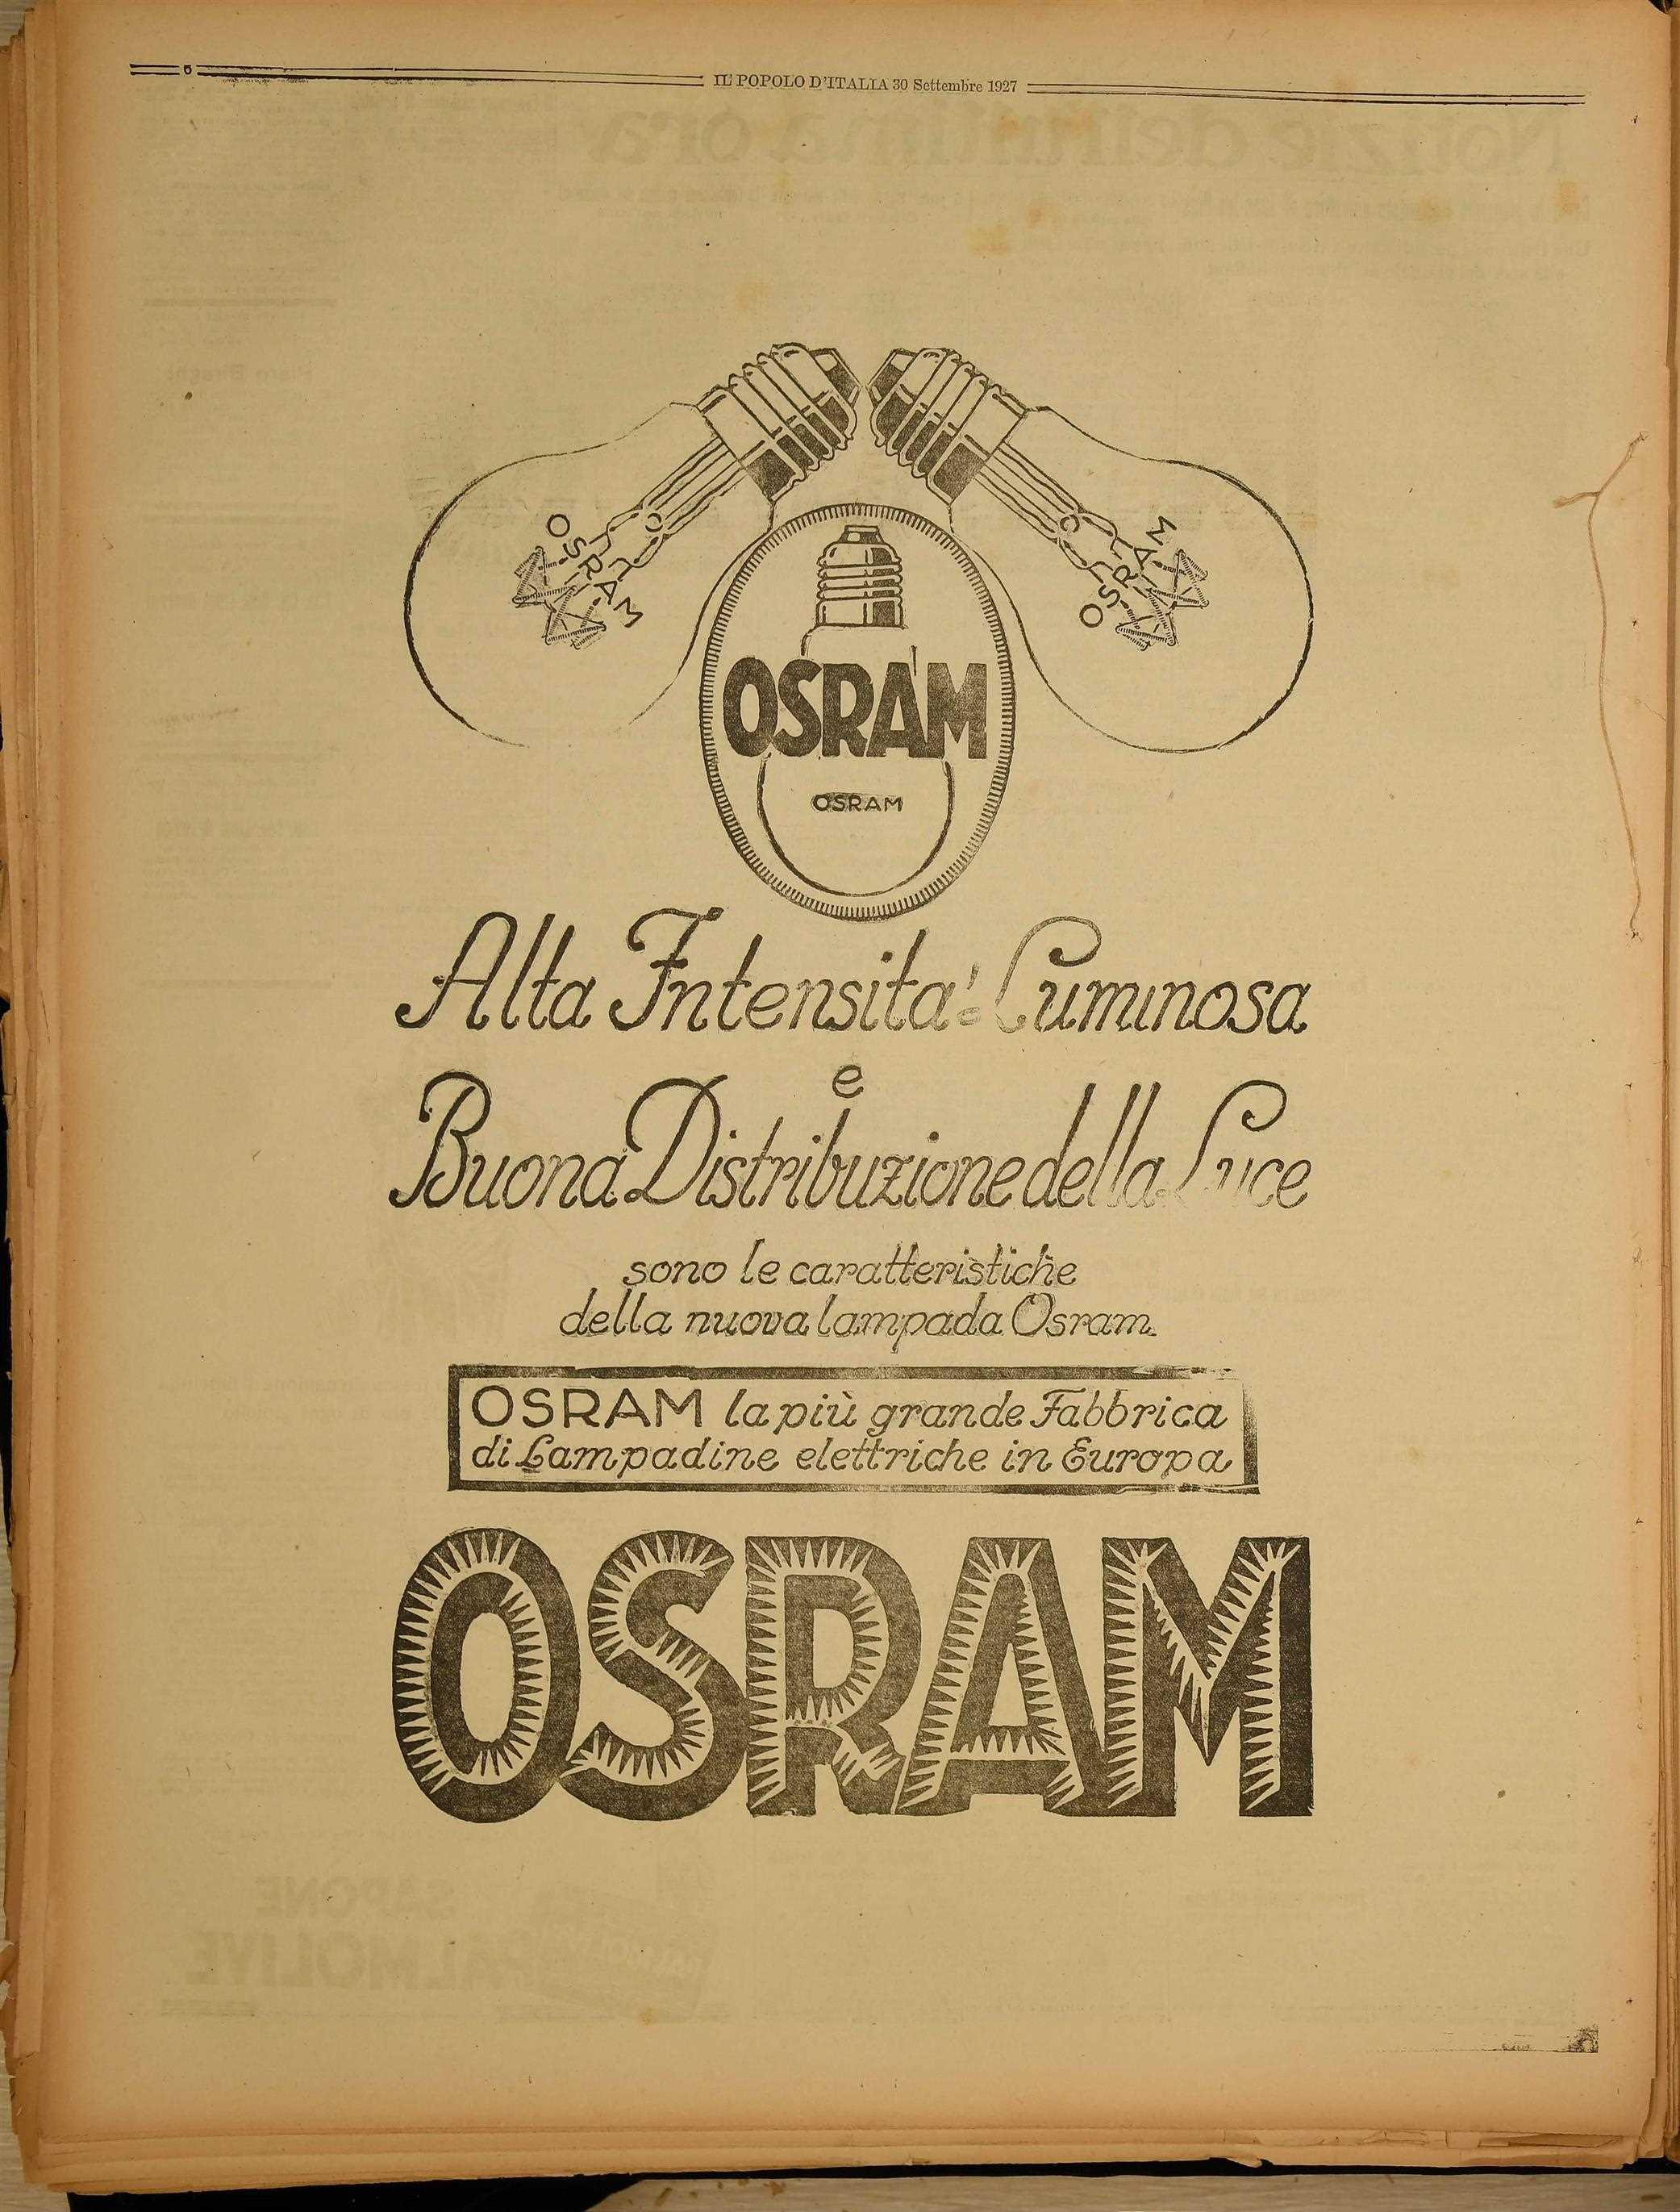 6
IL POPOLO D'ITALIA 30 Settembre 1927
OSRAM
OSRAM
OSRAM
OSRAM
Alta Intensita' Luminosa
e
Buona Distribuzione della Luce
sono le caratteristiche
della nuova lampada Osram.
OSRAM la più grande Fabbrica
di Lampadine elettriche in Europa
OSRAM